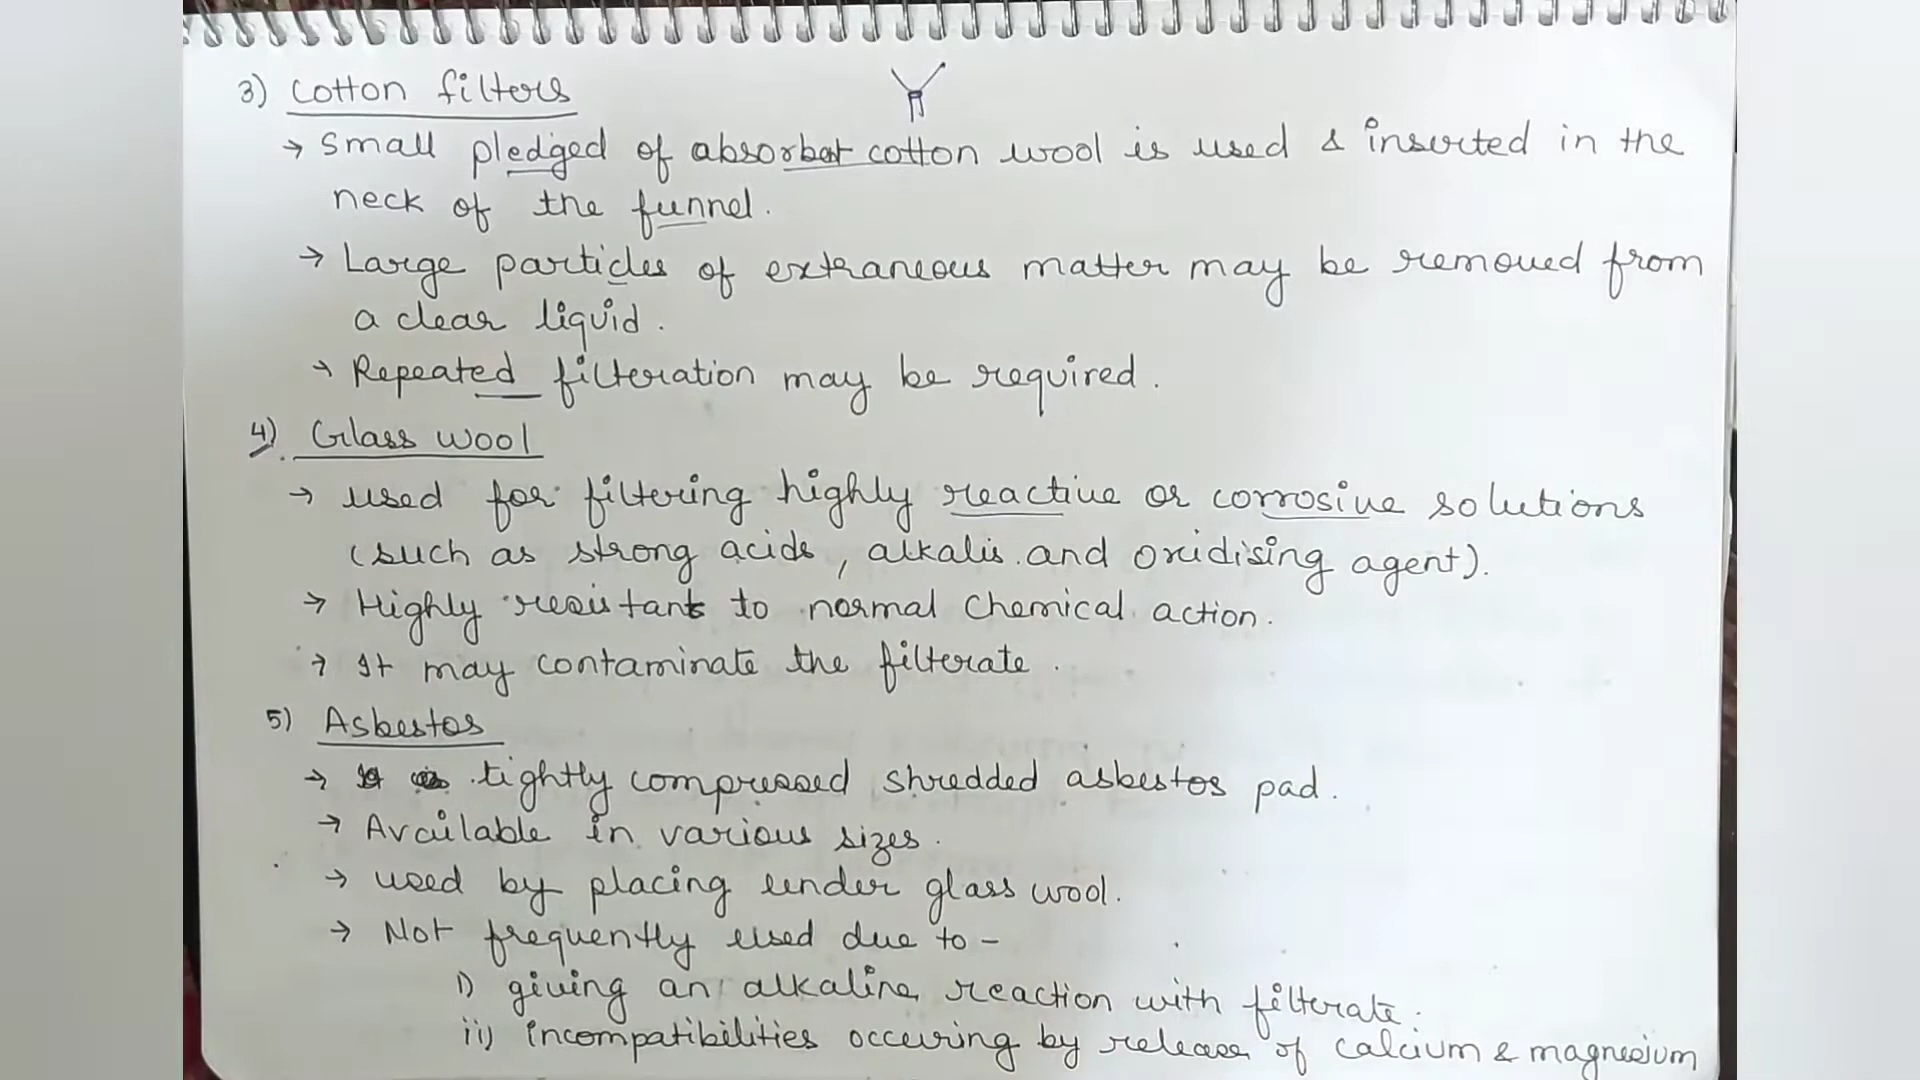 3) Cotton filters
→ Small pledged of absorbat cotton wool is used & inserted in the
neck of the funnel.
→ Large particles of extraneous matter may be removed from
a clear liquid.
→ Repeated filteration may be required.
4) Glass wool
→ used for filtering highly reactive or corrosive solutions
(such as strong acids, alkalis and oxidising agent).
→ Highly resistant to normal chemical action.
→ It may contaminate the filterate.
5) Asbestos
→ tightly compressed shredded asbestos pad.
→ Available in various sizes.
→ used by placing under glass wool.
→ Not frequently used due to -
i) giving an alkaline reaction with filterate.
ii) incompatibilities occuring by release of calcium & magnesium